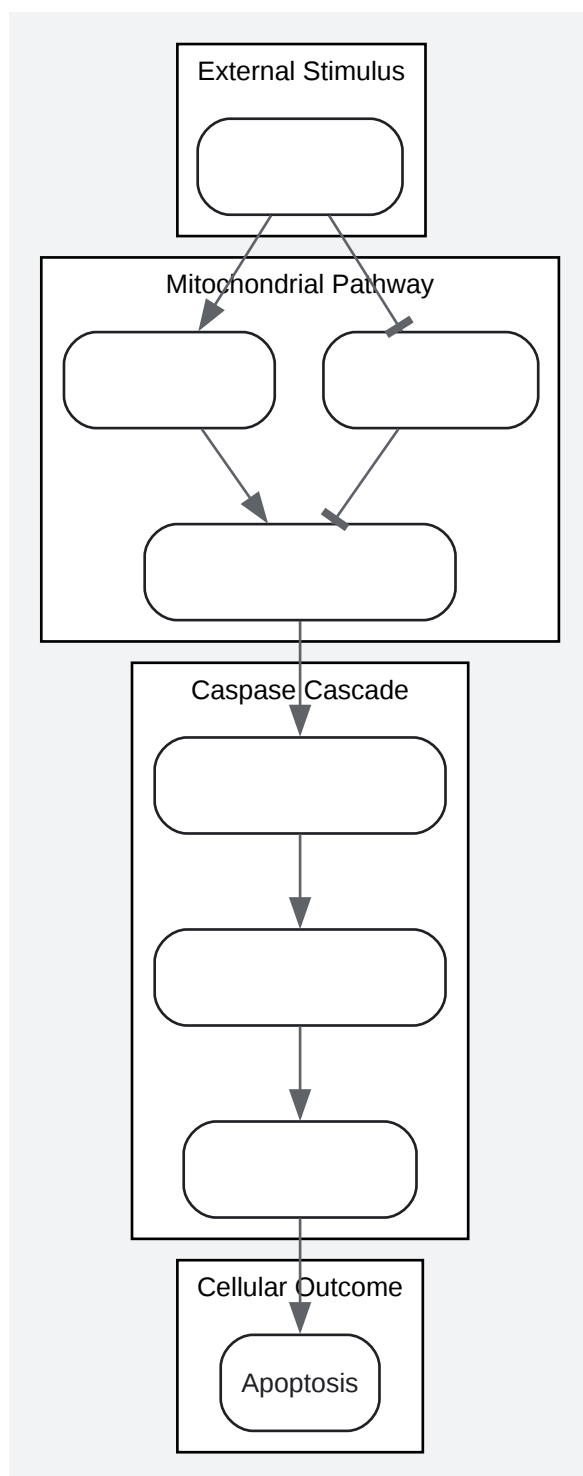 External Stimulus
Mitochondrial Pathway
Caspase Cascade
Cellular Outcome
Apoptosis